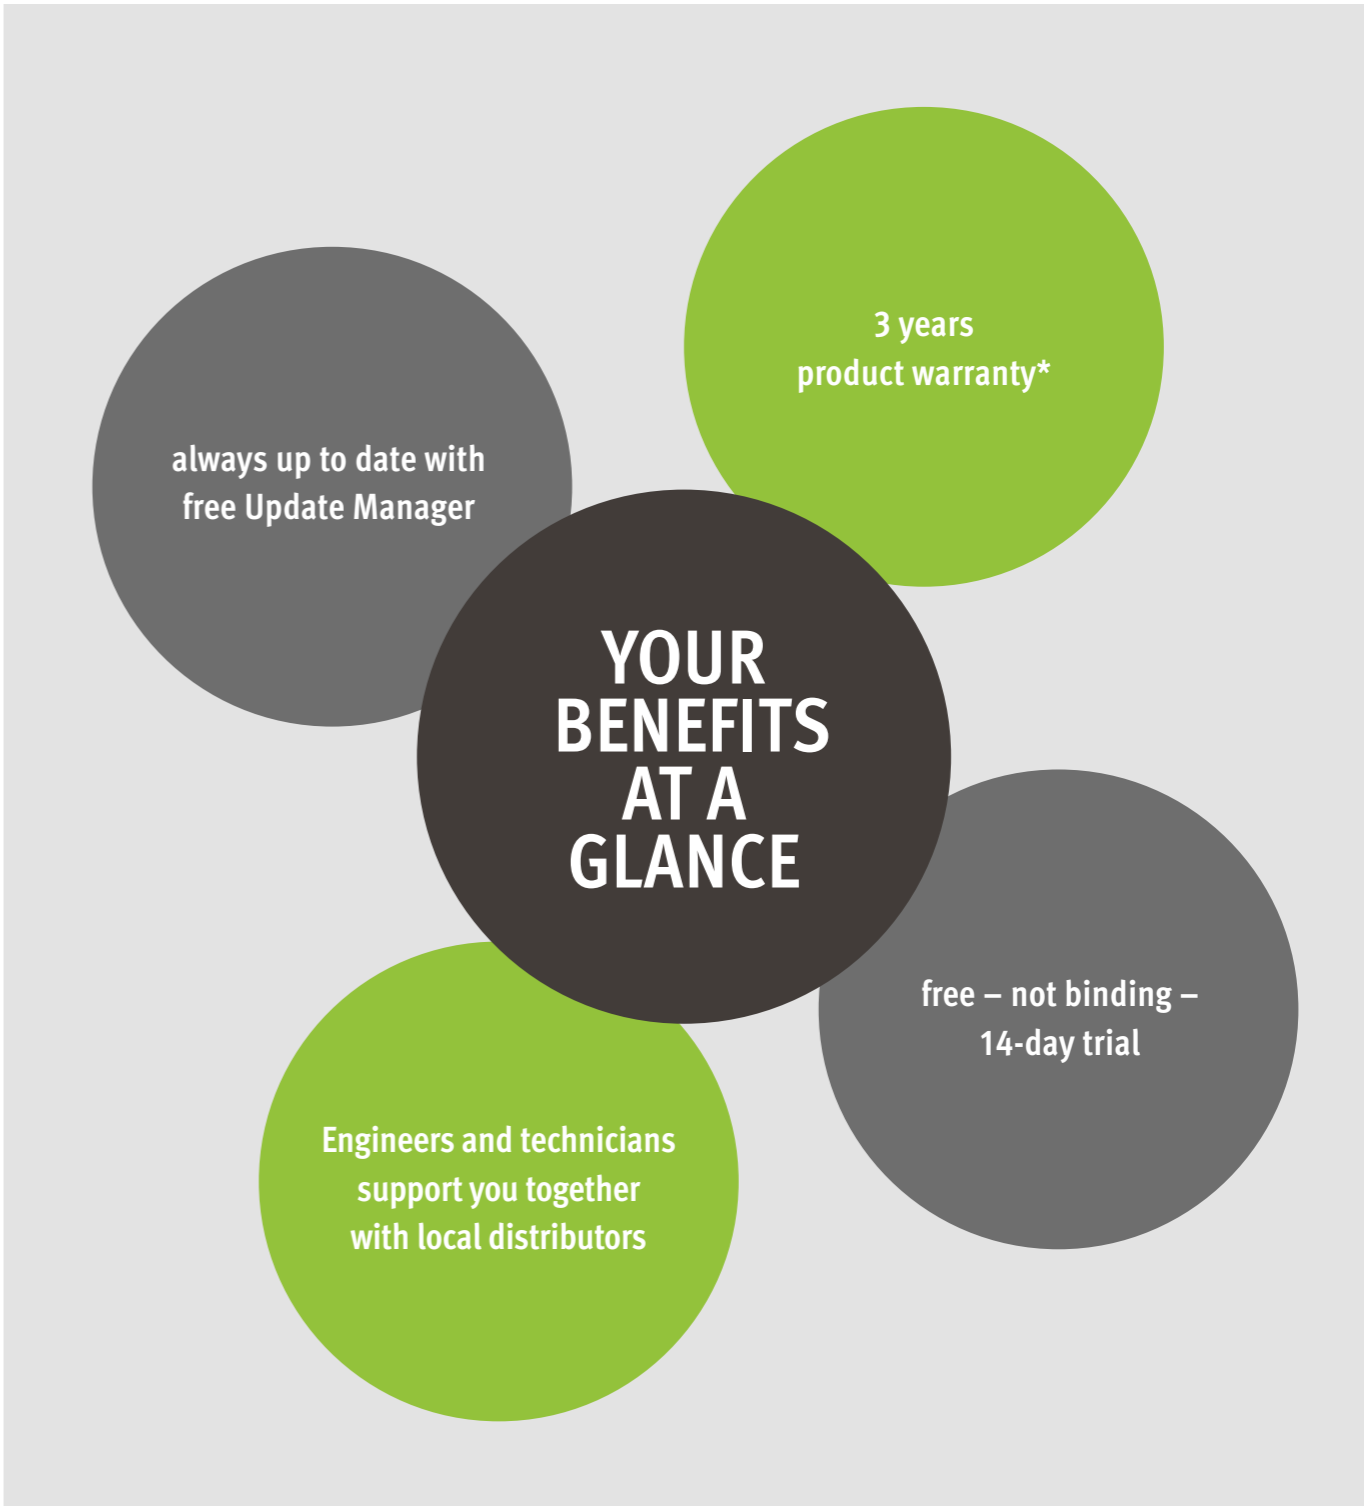 3 years
product warranty*
always up to date with
free Update Manager
YOUR
BENEFITS
AT A
GLANCE
free – not binding –
14-day trial
Engineers and technicians
support you together
with local distributors